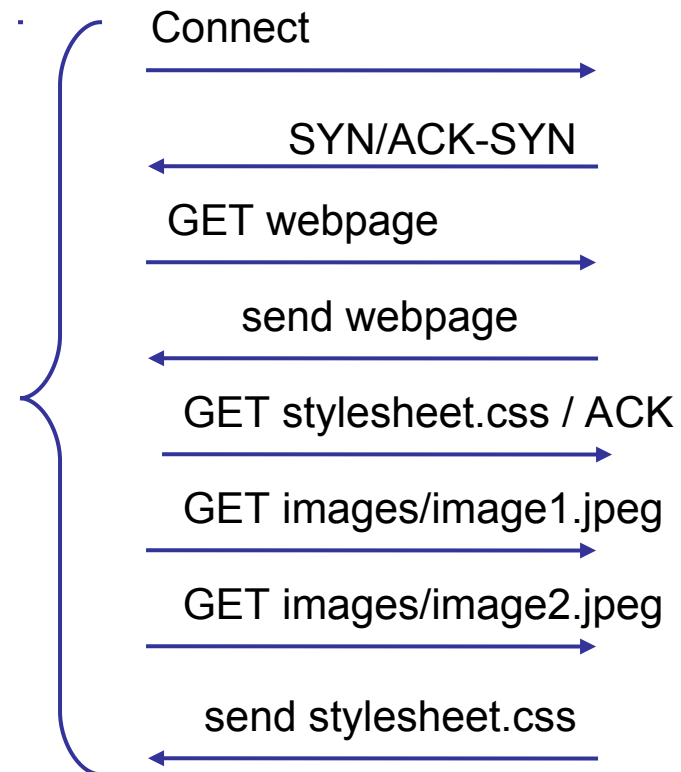 Connect
SYN/ACK-SYN
GET webpage
send webpage
GET stylesheet.css / ACK
GET images/image1.jpeg
GET images/image2.jpeg
send stylesheet.css